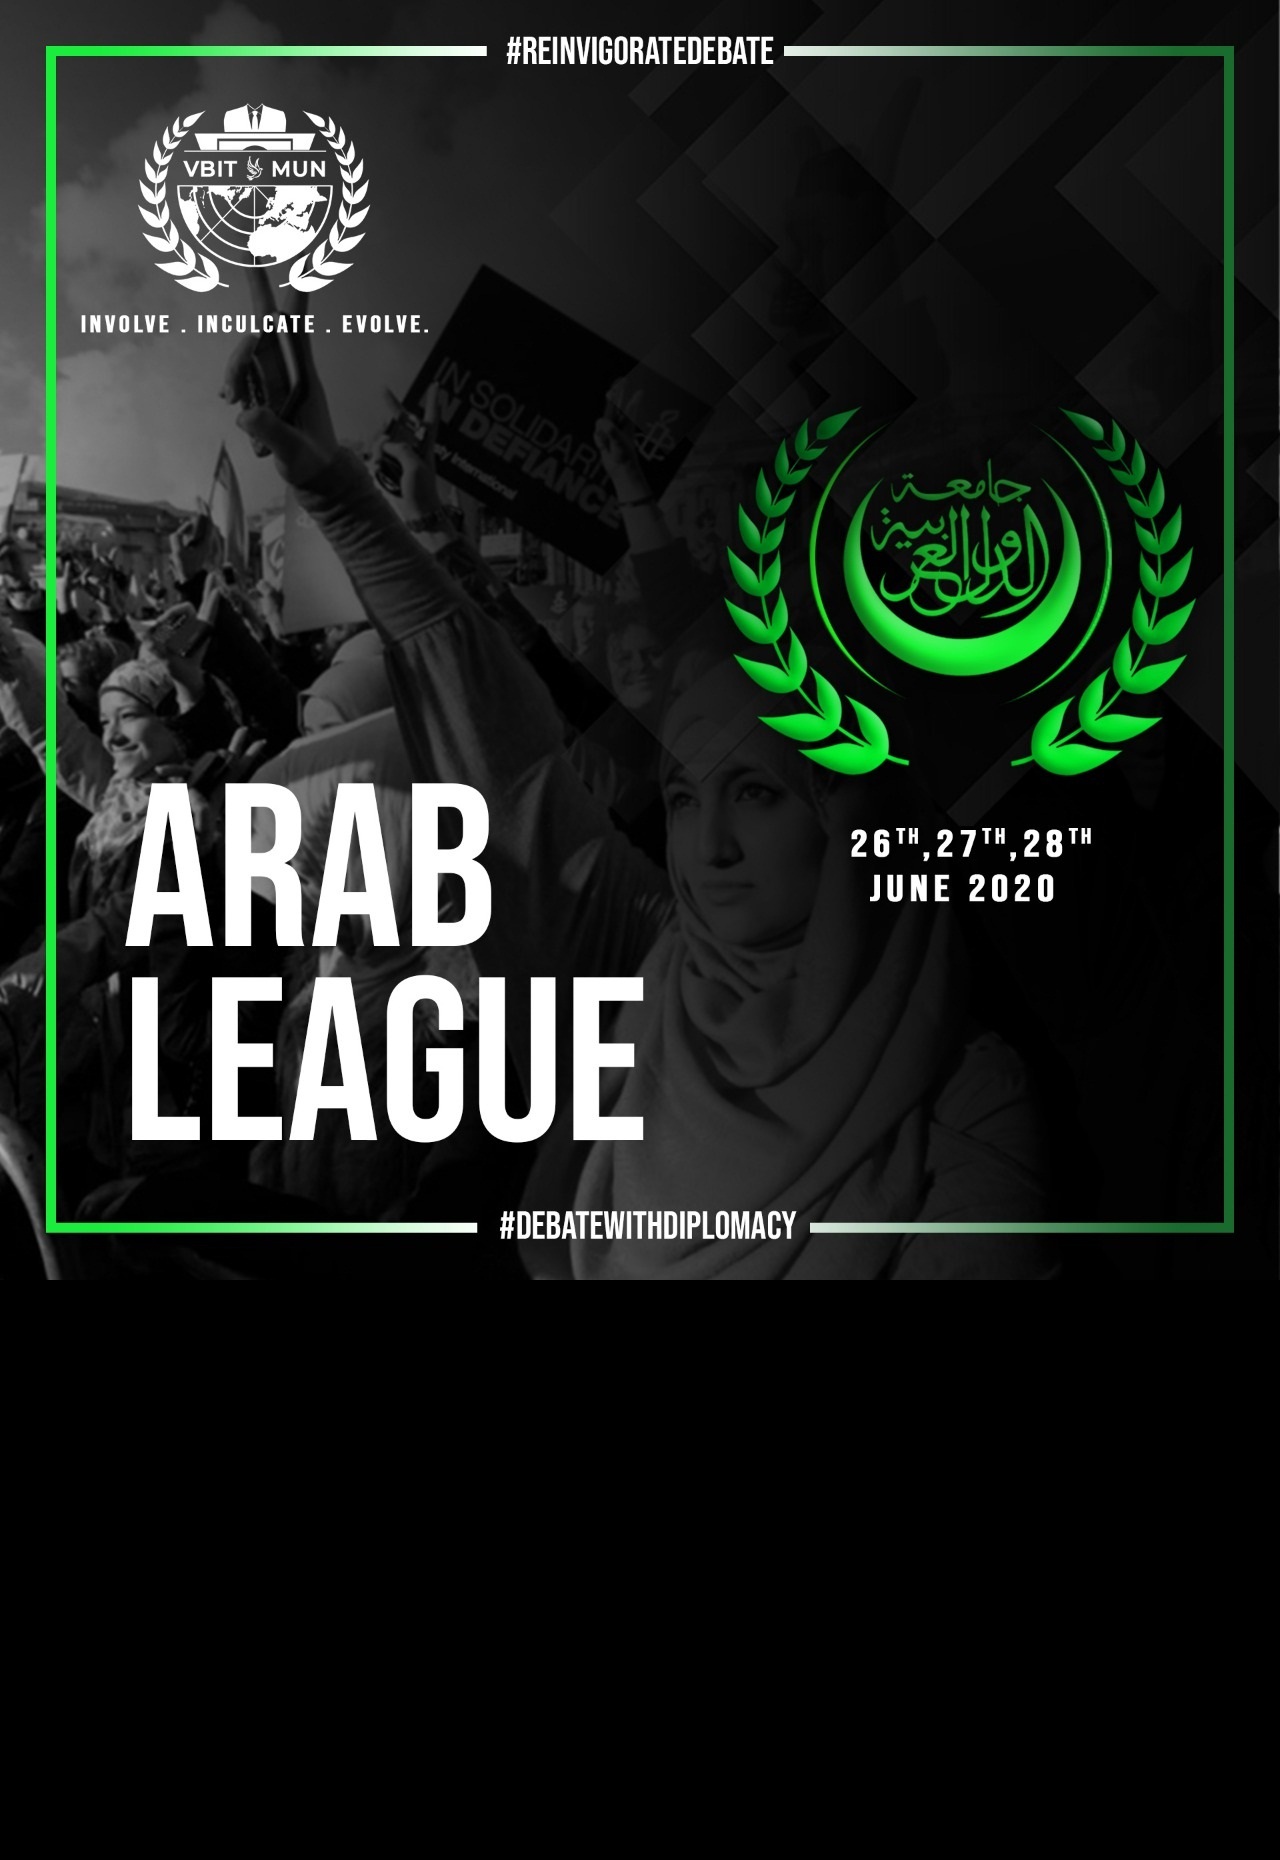 #REINVIGORATEDEBATE
VBIT MUN
INVOLVE . INCULCATE . EVOLVE.
IN SOLIDARITY
IN DEFIANCE
جامعة
الدول العربية
26TH,27TH,28TH
JUNE 2020
ARAB
LEAGUE
#DEBATEWITHDIPLOMACY